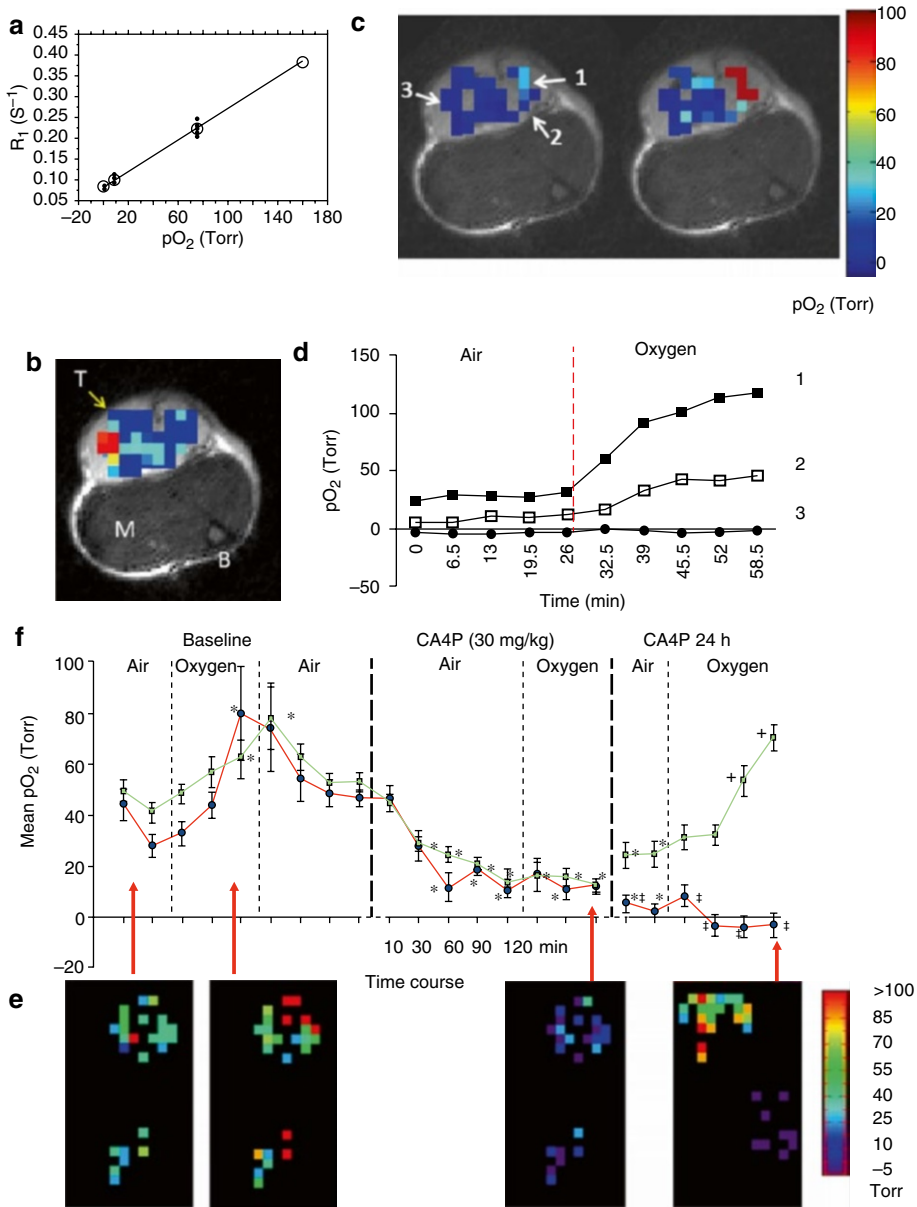 a
0.45
0.40
0.35
0.30
0.25
0.20
0.15
0.10
0.05
R1 (S−1)
−20 20 60 100 140 180
pO2 (Torr)
c
3
1
2
100
80
60
40
20
0
pO2 (Torr)
b
T
M
B
d
Air Oxygen
150
100
50
0
−50
pO2 (Torr)
1
2
3
0 6.5 13 19.5 26 32.5 39 45.5 52 58.5
Time (min)
f
Baseline CA4P (30 mg/kg) CA4P 24 h
Air Oxygen Air Air Oxygen Air Oxygen
100
80
60
40
20
0
−20
Mean pO2 (Torr)
* * * * * * * * * * * * * * * *‡ * * * ‡ ‡ ‡ ‡ + +
10 30 60 90 120 min
Time course
e
>100
85
70
55
40
25
10
−5
Torr